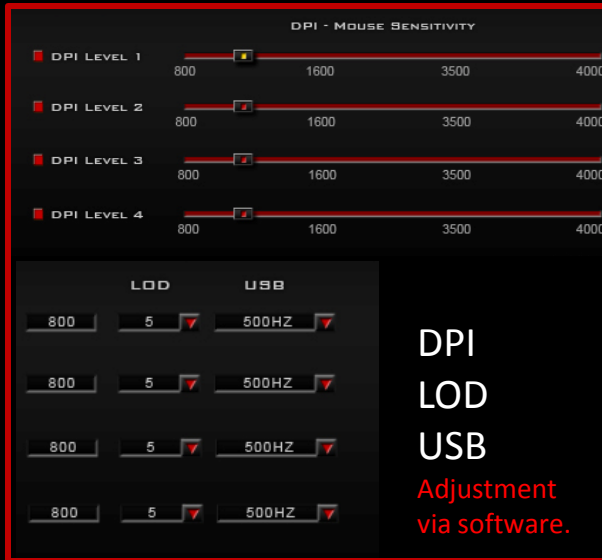 DPI - Mouse Sensitivity
DPI Level 1
800 1600 3500 4000
DPI Level 2
800 1600 3500 4000
DPI Level 3
800 1600 3500 4000
DPI Level 4
800 1600 3500 4000
LOD USB
800 5 500HZ
800 5 500HZ
800 5 500HZ
800 5 500HZ
DPI
LOD
USB
Adjustment
via software.